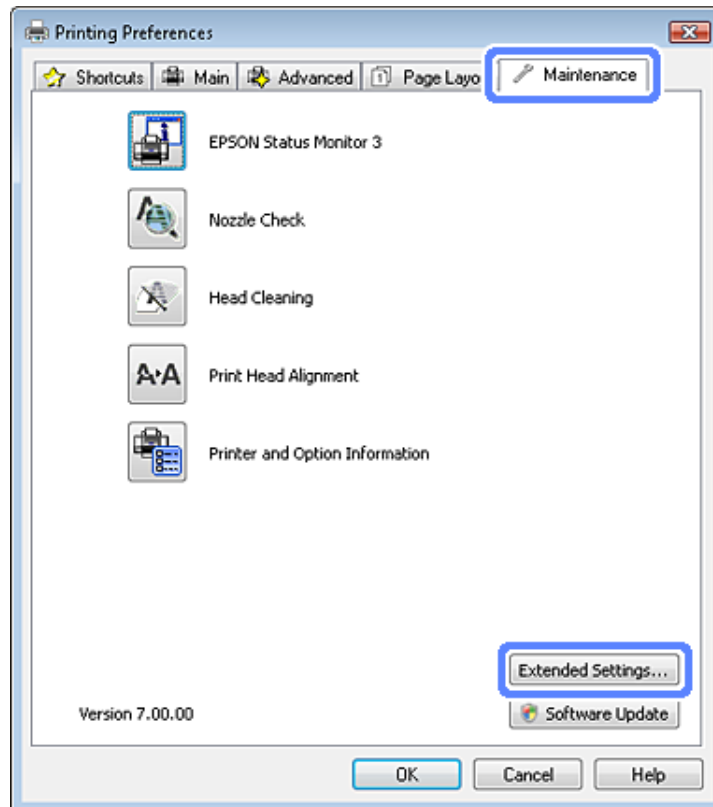 Printing Preferences
Shortcuts Main Advanced Page Layo Maintenance
EPSON Status Monitor 3
Nozzle Check
Head Cleaning
A A
Print Head Alignment
Printer and Option Information
Extended Settings...
Version 7.00.00 Software Update
OK Cancel Help